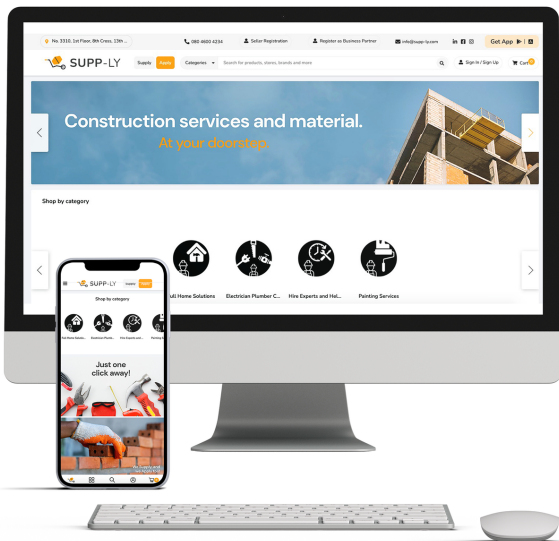 No. 3310, 1st Floor, 8th Cross, 13th ...
080 4600 4234
Seller Registration
Register as Business Partner
info@supp-ly.com
Get App
SUPP-LY
Supply
Apply
Categories
Search for products, stores, brands and more
Sign In / Sign Up
Cart
Construction services and material.
At your doorstep.
Shop by category
ull Home Solutions
Electrician Plumber C...
Hire Experts and Hel...
Painting Services
SUPP-LY
Shop by category
Just one
click away!